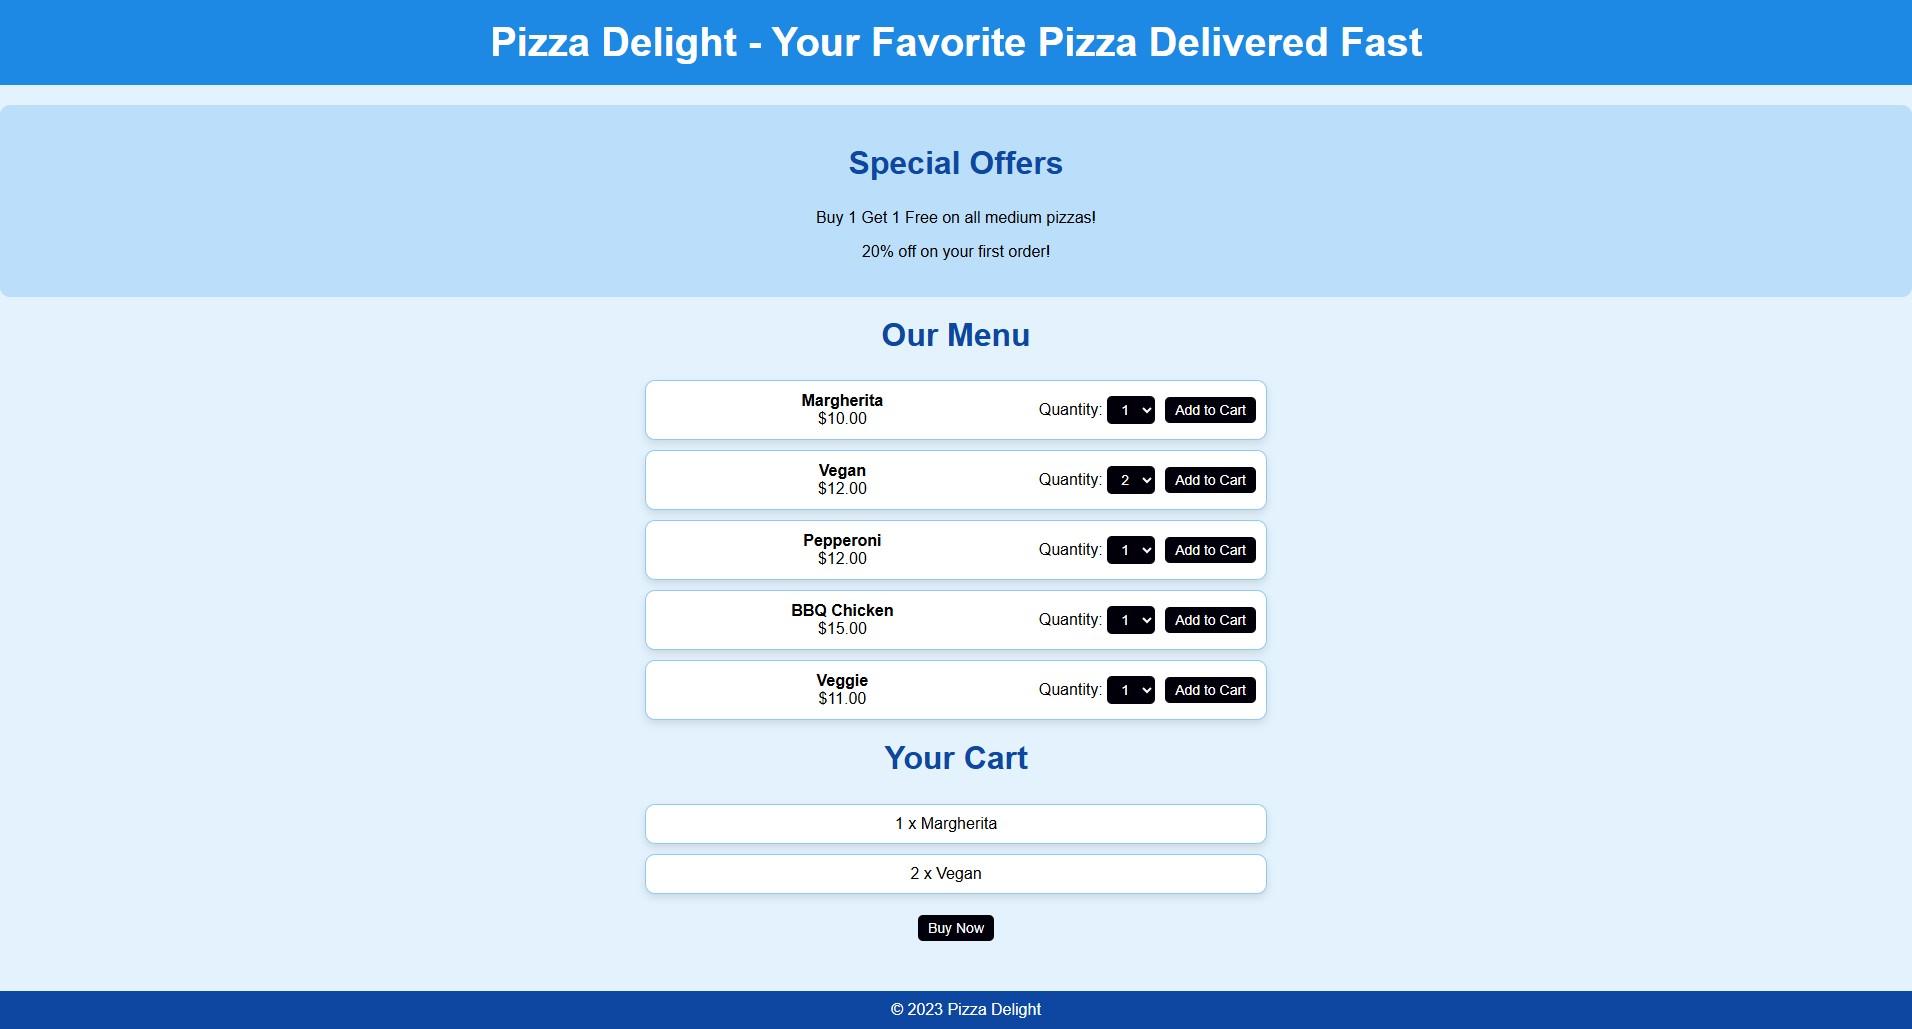 Pizza Delight - Your Favorite Pizza Delivered Fast
Special Offers
Buy 1 Get 1 Free on all medium pizzas!
20% off on your first order!
Our Menu
Margherita
$10.00
Quantity: 1 Add to Cart
Vegan
$12.00
Quantity: 2 Add to Cart
Pepperoni
$12.00
Quantity: 1 Add to Cart
BBQ Chicken
$15.00
Quantity: 1 Add to Cart
Veggie
$11.00
Quantity: 1 Add to Cart
Your Cart
1 x Margherita
2 x Vegan
Buy Now
© 2023 Pizza Delight